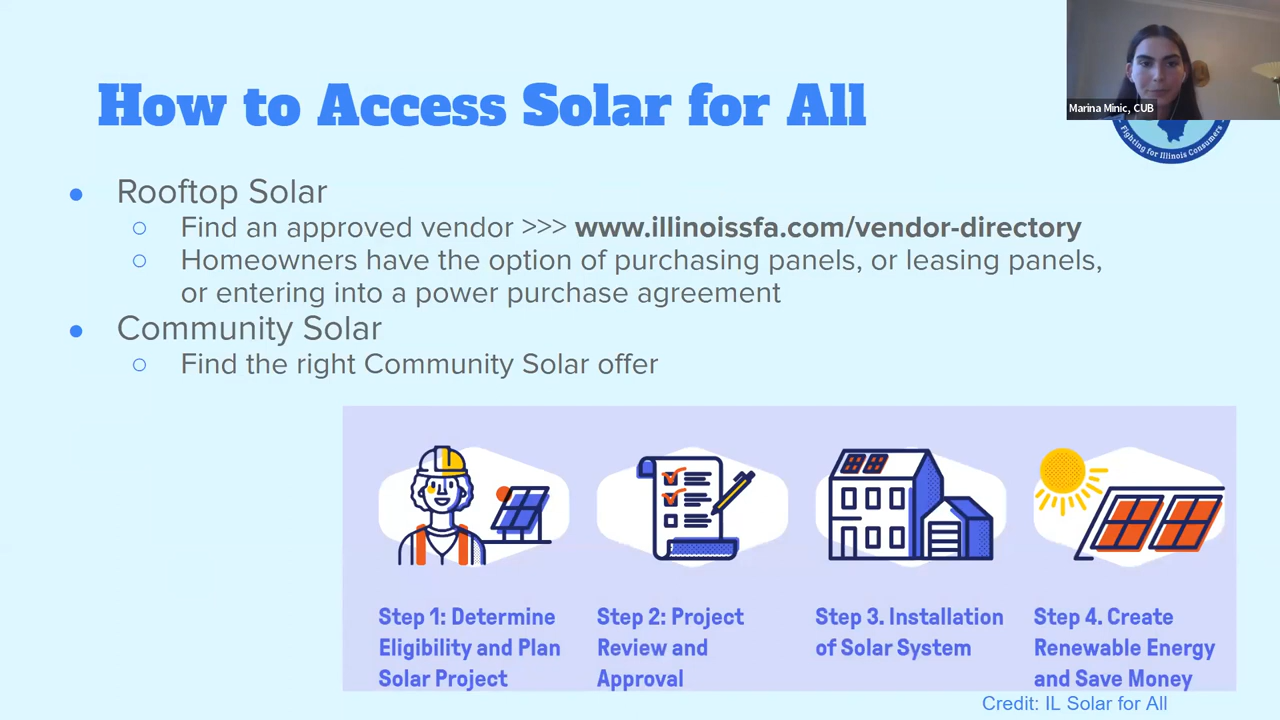 How to Access Solar for All
Marina Minic, CUB
Fighting for Illinois Consumers
Rooftop Solar
Find an approved vendor >>> www.illinoissfa.com/vendor-directory
Homeowners have the option of purchasing panels, or leasing panels,
or entering into a power purchase agreement
Community Solar
Find the right Community Solar offer
Step 1: Determine
Eligibility and Plan
Solar Project
Step 2: Project
Review and
Approval
Step 3. Installation
of Solar System
Step 4. Create
Renewable Energy
and Save Money
Credit: IL Solar for All